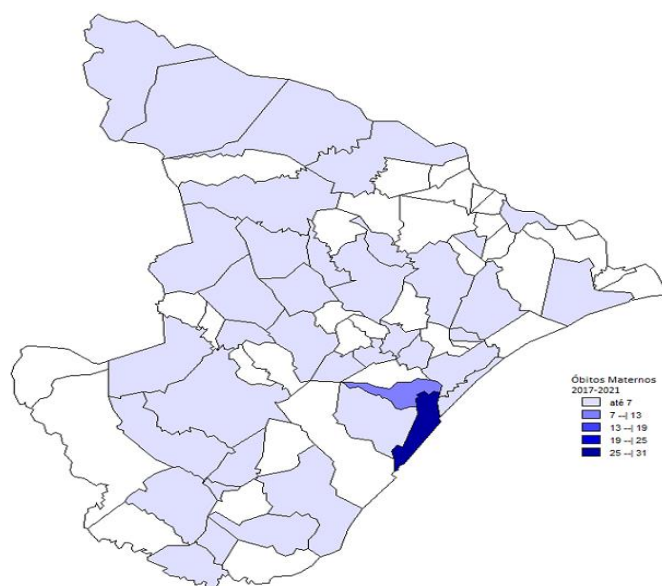 Óbitos Maternos
2017-2021
até 7
7 --| 13
13 --| 19
19 --| 25
25 --| 31